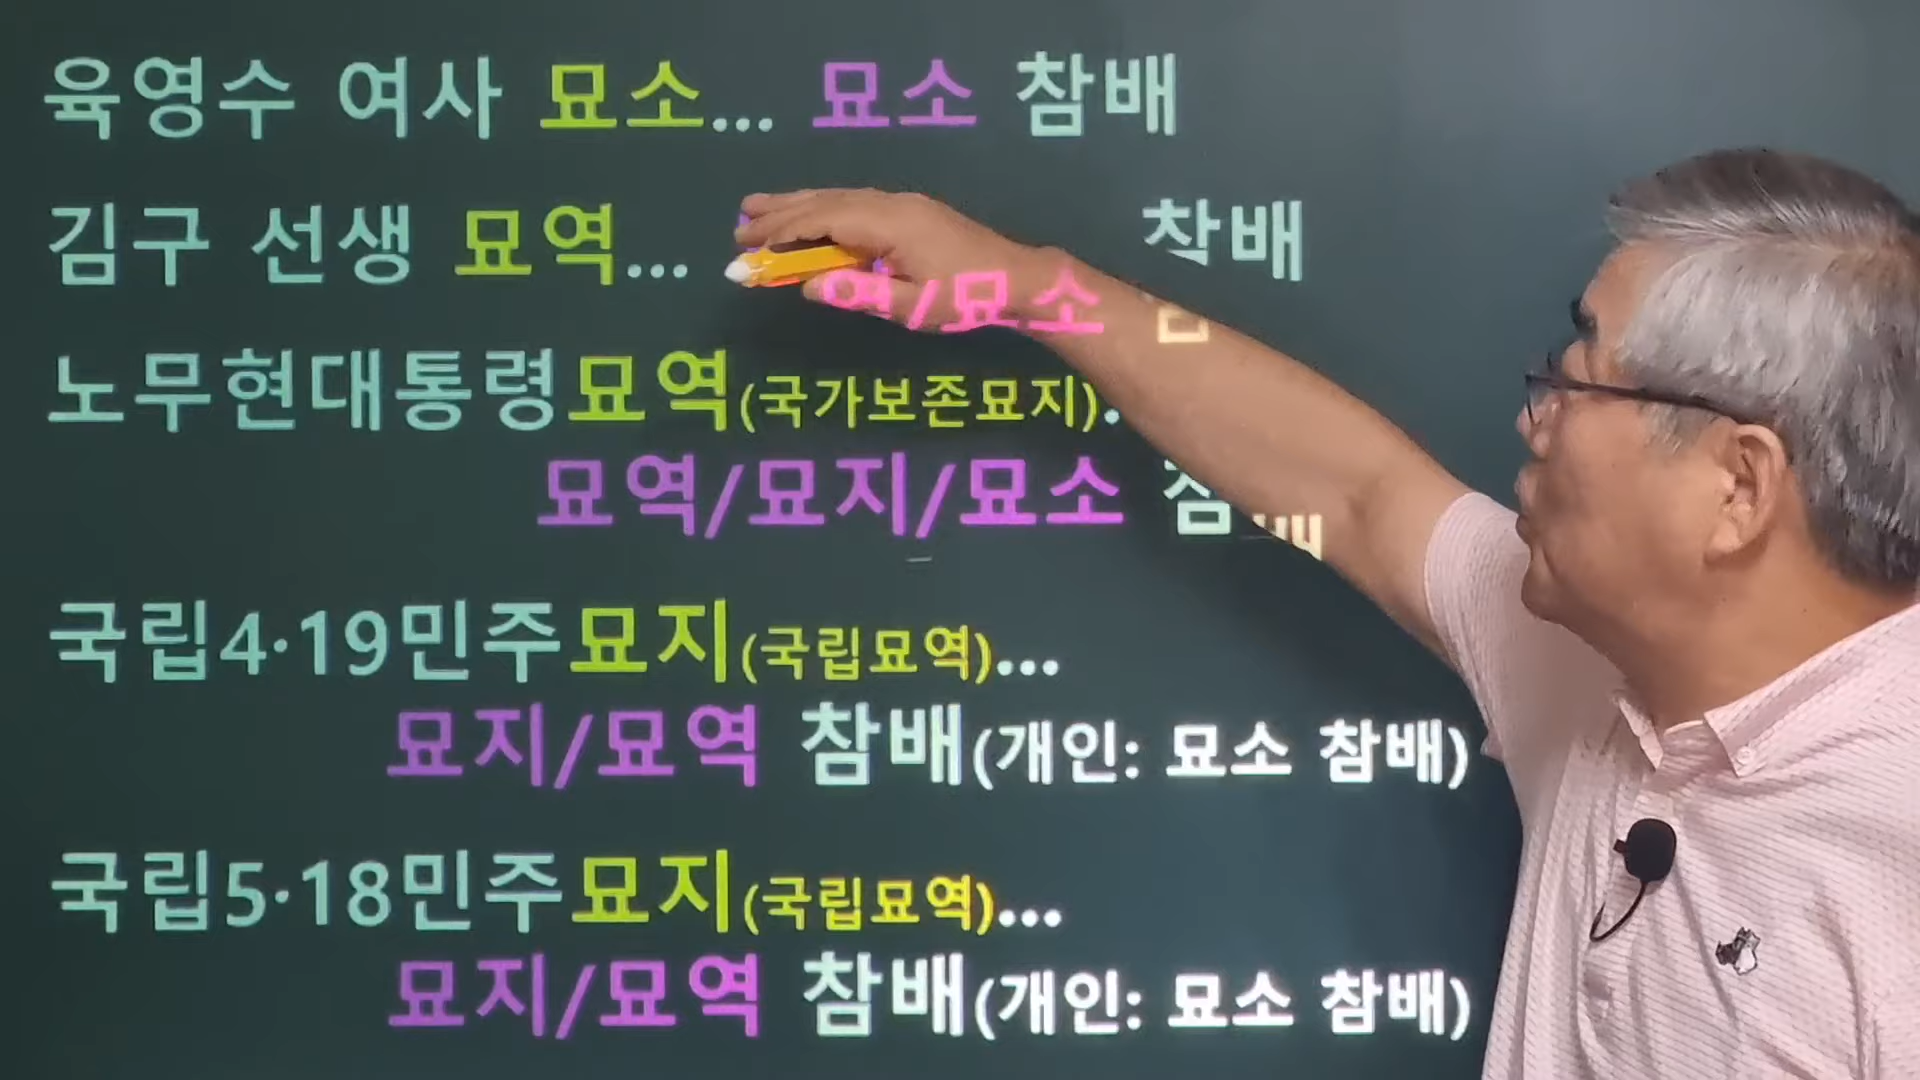 육영수 여사 묘소... 묘소 참배
김구 선생 묘역... 역/묘소 참배
노무현대통령묘역(국가보존묘지).
묘역/묘지/묘소 참배
국립4·19민주묘지(국립묘역)...
묘지/묘역 참배(개인: 묘소 참배)
국립5·18민주묘지(국립묘역)...
묘지/묘역 참배(개인: 묘소 참배)